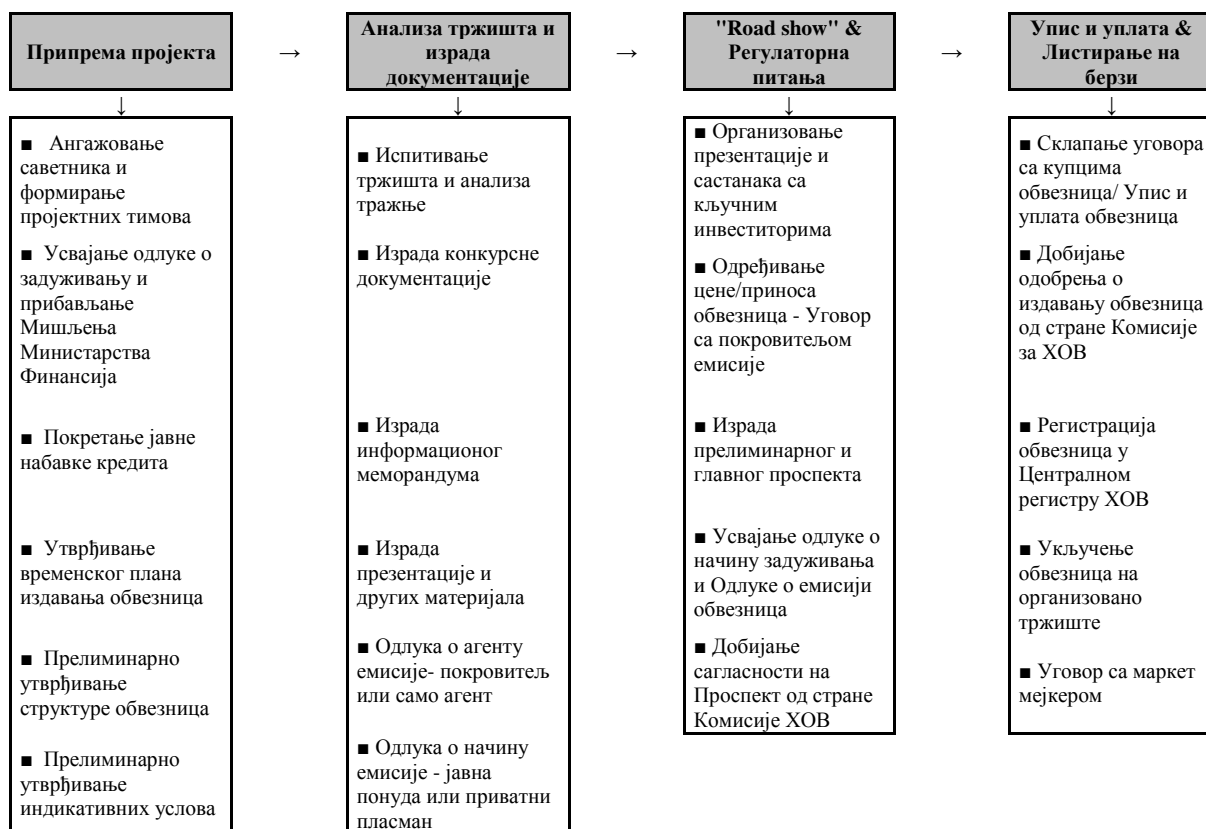 Припрема пројекта
→
Анализа тржишта и
израда
документације
→
"Road show" &
Регулаторна
питања
→
Упис и уплата &
Листирање на
берзи
↓
■ Ангажовање
саветника и
формирање
пројектних тимова
■ Усвајање одлуке о
задуживању и
прибављање
Мишљења
Министарства
Финансија
■ Покретање јавне
набавке кредита
■ Утврђивање
временског плана
издавања обвезница
■ Прелиминарно
утврђивање
структуре обвезница
■ Прелиминарно
утврђивање
индикативних услова
↓
■ Испитивање
тржишта и анализа
тражње
■ Израда конкурсне
документације
■ Израда
информационог
меморандума
■ Израда
презентације и
других материјала
■ Одлука о агенту
емисије- покровитељ
или само агент
■ Одлука о начину
емисије - јавна
понуда или приватни
пласман
↓
■ Организовање
презентације и
састанака са
кључним
инвеститорима
■ Одређивање
цене/приноса
обвезница - Уговор
са покровитељом
емисије
■ Израда
прелиминарног и
главног проспекта
■ Усвајање одлуке о
начину задуживања
и Одлуке о емисији
обвезница
■ Добијање
сагласности на
Проспект од стране
Комисије ХОВ
↓
■ Склапање уговора
са купцима
обвезница/ Упис и
уплата обвезница
■ Добијање
одобрења о
издавању обвезница
од стране Комисије
за ХОВ
■ Регистрација
обвезница у
Централном
регистру ХОВ
■ Укључење
обвезница на
организовано
тржиште
■ Уговор са маркет
мејкером